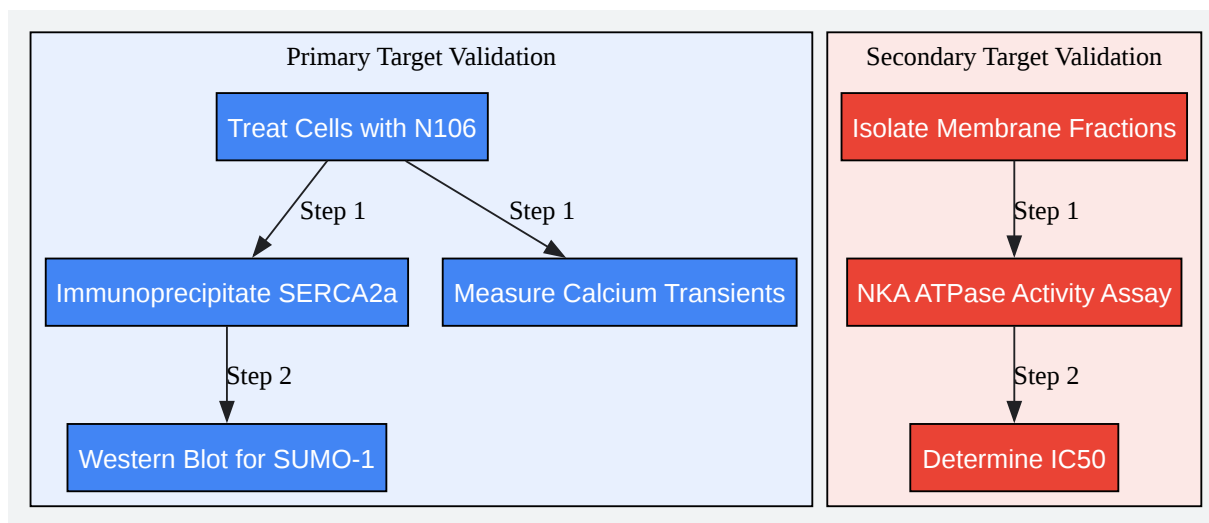 Primary Target Validation
Treat Cells with N106
Step 1
Step 1
Immunoprecipitate SERCA2a
Measure Calcium Transients
Step 2
Western Blot for SUMO-1
Secondary Target Validation
Isolate Membrane Fractions
Step 1
NKA ATPase Activity Assay
Step 2
Determine IC50